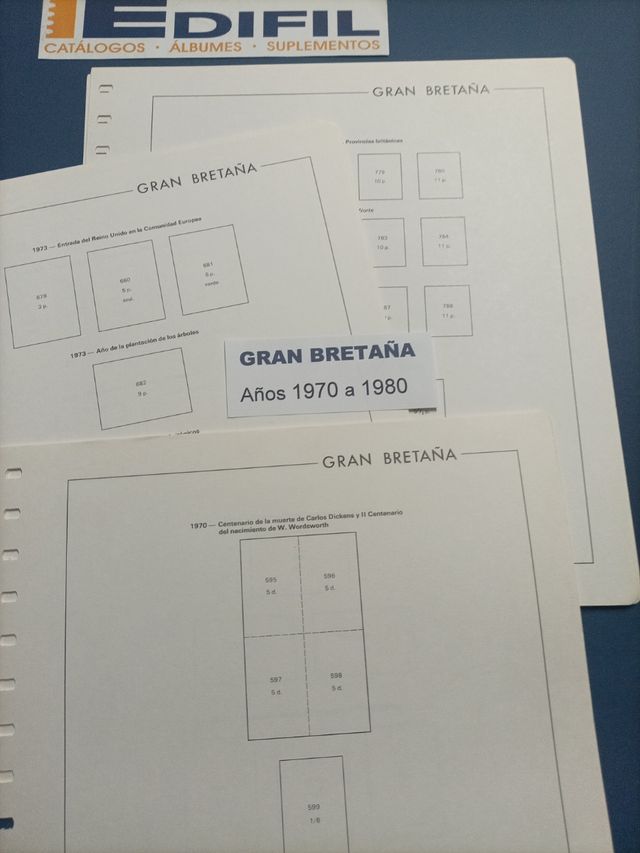 EDIFIL
CATÁLOGOS · ÁLBUMES · SUPLEMENTOS
GRAN BRETAÑA
Provincias británicas
779
10 p.
780
11 p.
783
10 p.
784
11 p.
87
11 p.
788
11 p.
GRAN BRETAÑA
1973 — Entrada del Reino Unido en la Comunidad Europea
679
3 p.
680
5 p.
azul.
681
5 p.
verde
1973 — Año de la plantación de los árboles
682
9 p.
GRAN BRETAÑA
Años 1970 a 1980
GRAN BRETAÑA
1970 — Centenario de la muerte de Carlos Dickens y II Centenario
del nacimiento de W. Wordsworth
595
5 d.
596
5 d.
597
5 d.
598
5 d.
599
1/6